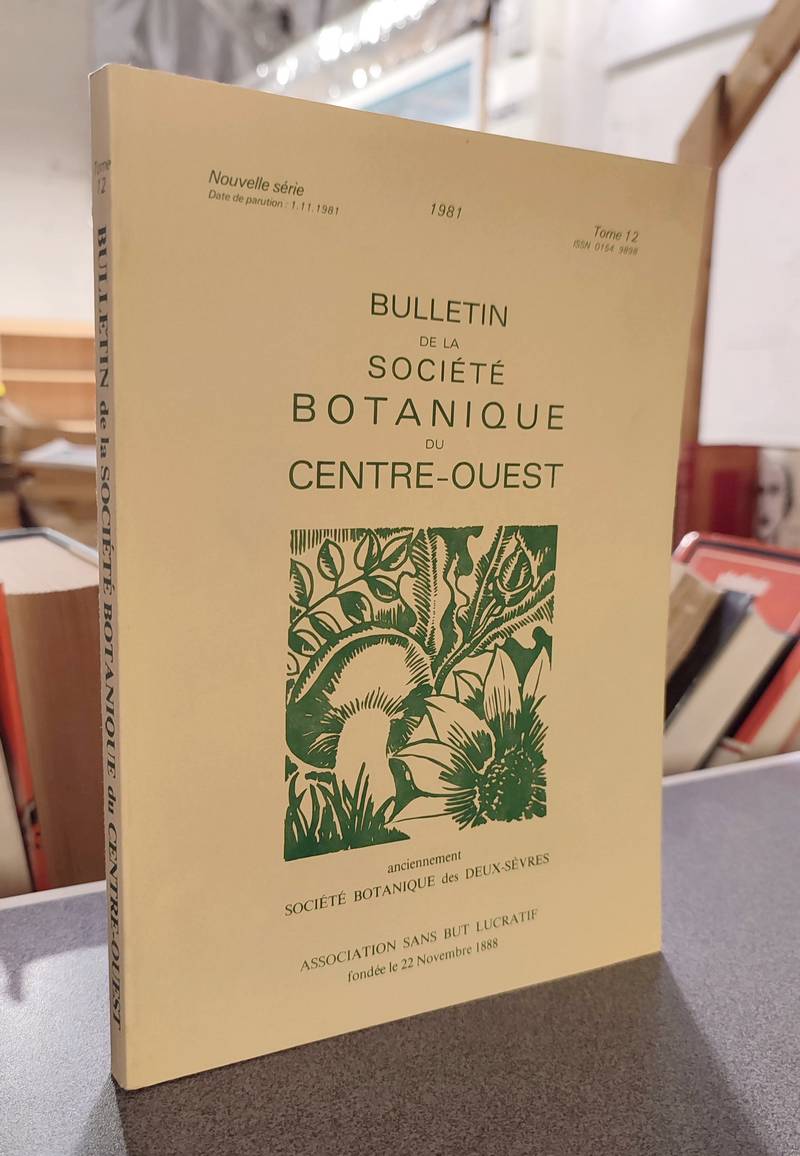 Tome
12
BULLETIN de la SOCIÉTÉ BOTANIQUE du CENTRE-OUEST
Nouvelle série
Date de parution : 1.11.1981
1981
Tome 12
ISSN 0154 9898
BULLETIN
DE LA
SOCIÉTÉ
BOTANIQUE
DU
CENTRE-OUEST
anciennement
SOCIÉTÉ BOTANIQUE des DEUX-SÈVRES
ASSOCIATION SANS BUT LUCRATIF
fondée le 22 Novembre 1888